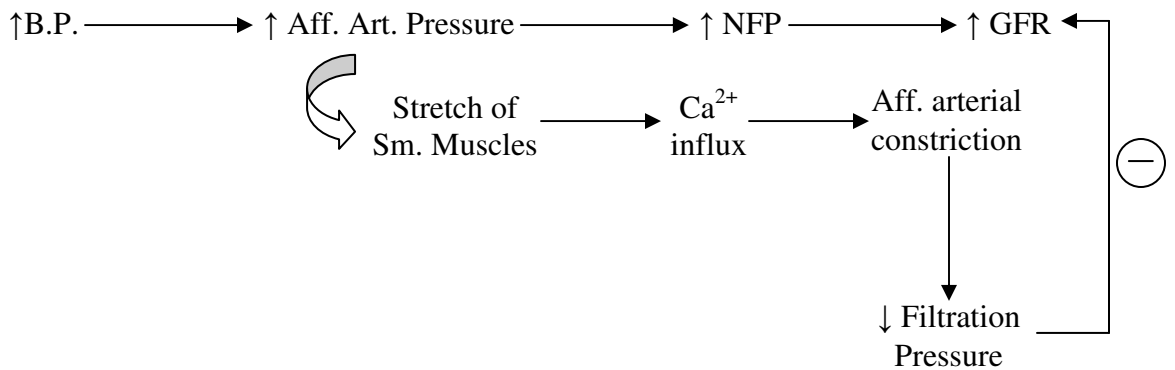 ↑B.P. ↑ Aff. Art. Pressure ↑ NFP ↑ GFR
Stretch of
Sm. Muscles
Ca²⁺
influx
Aff. arterial
constriction
−
↓ Filtration
Pressure